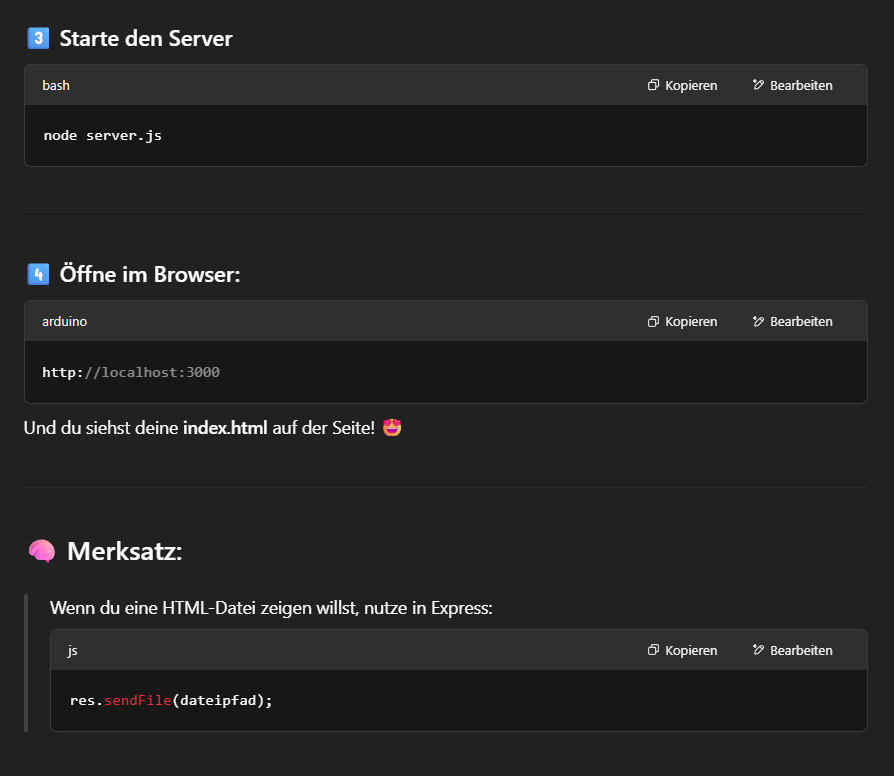 3️⃣ Starte den Server
bash Kopieren Bearbeiten
node server.js
4️⃣ Öffne im Browser:
arduino Kopieren Bearbeiten
http://localhost:3000
Und du siehst deine index.html auf der Seite! 😍
🧠 Merksatz:
Wenn du eine HTML-Datei zeigen willst, nutze in Express:
js Kopieren Bearbeiten
res.sendFile(dateipfad);